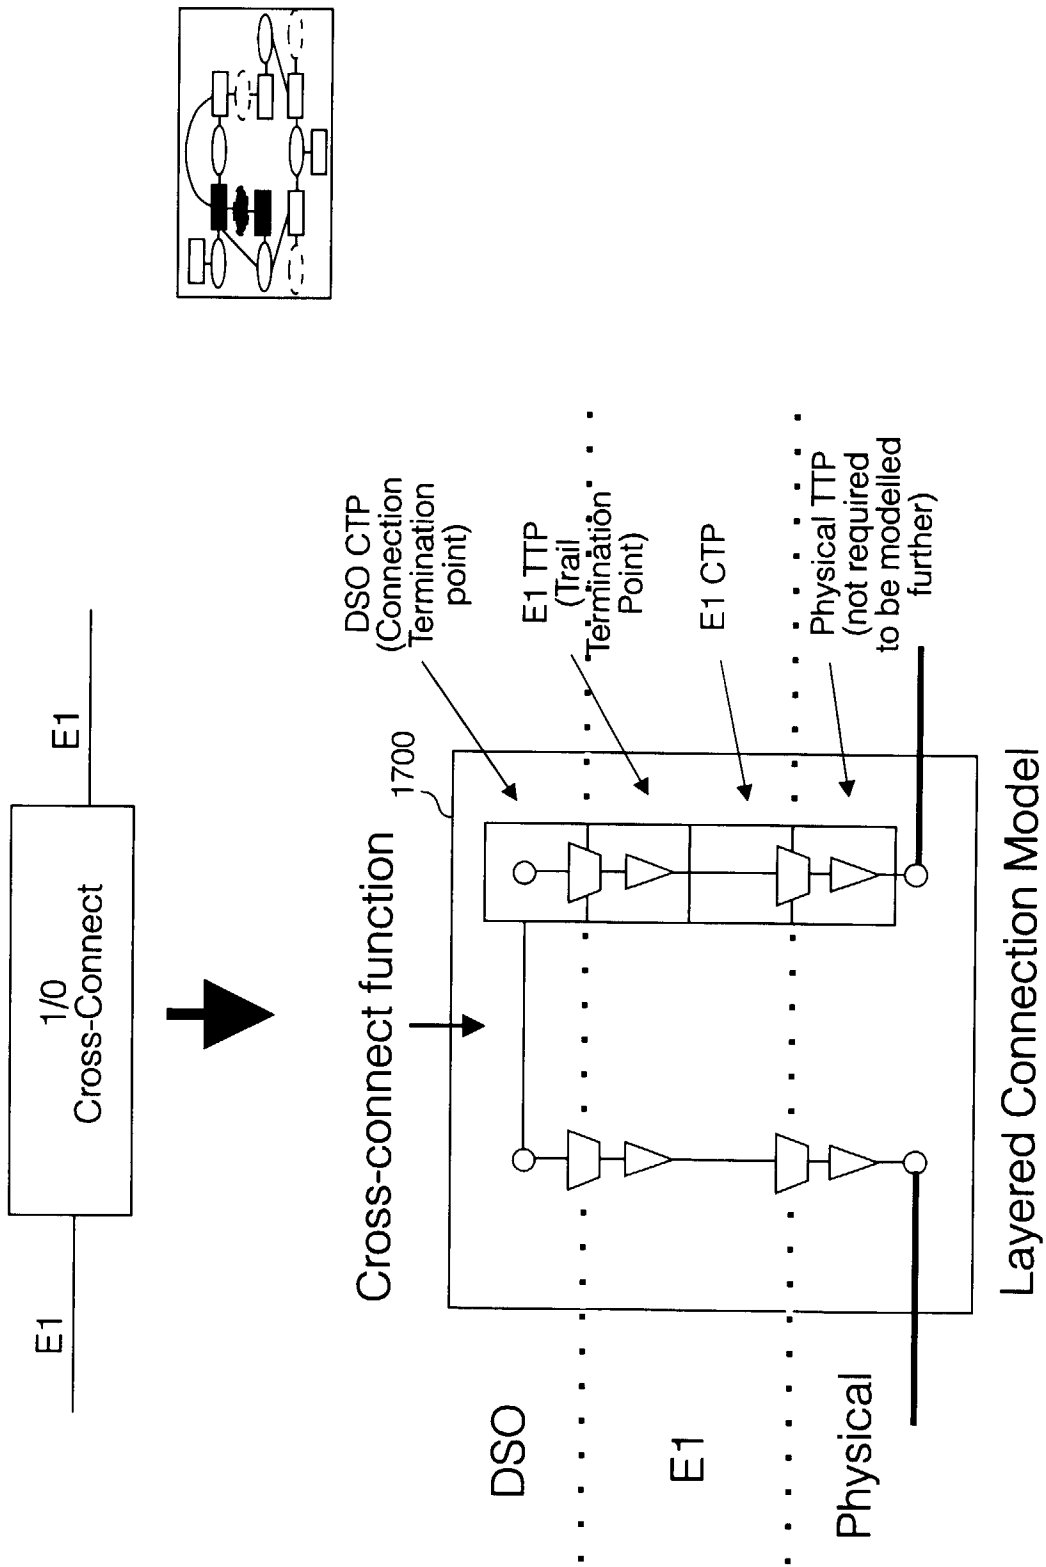 E1
1/0
Cross-Connect
E1
Cross-connect function
1700
DSO CTP
(Connection
Termination
point)
E1 TTP
(Trail
Termination
Point)
E1 CTP
Physical TTP
(not required
to be modelled
further)
DSO
E1
Physical
Layered Connection Model